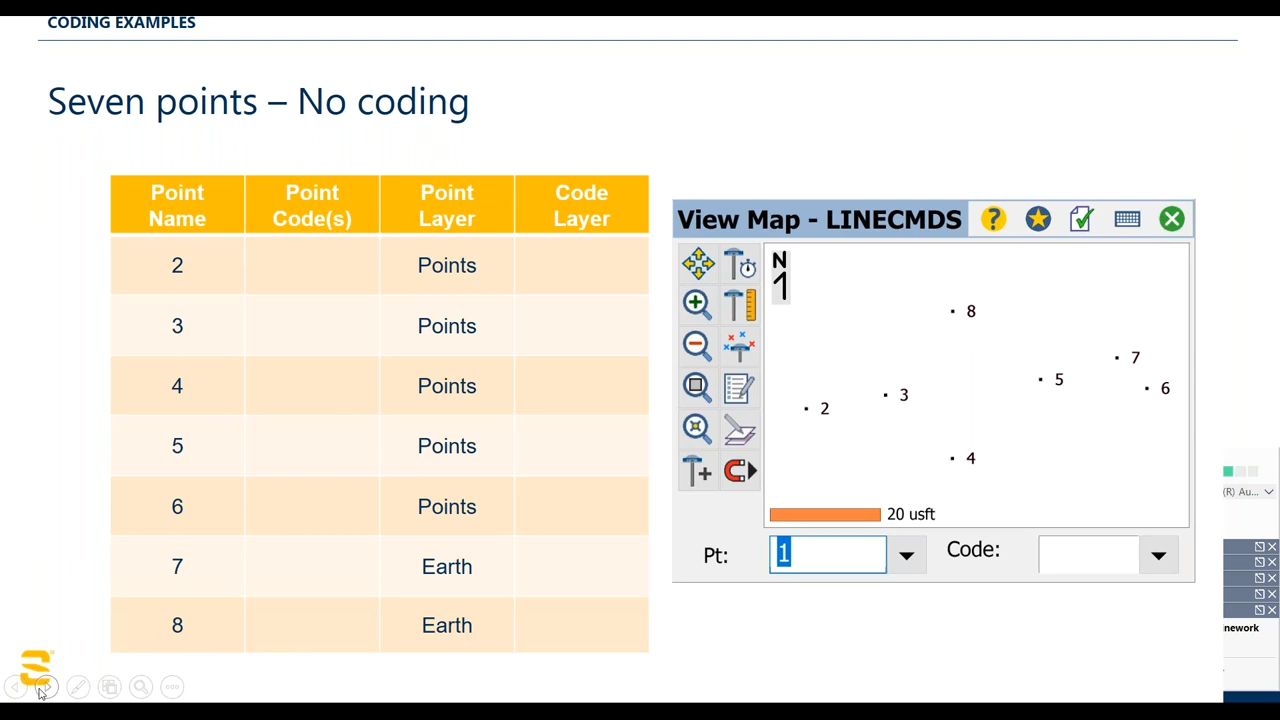 CODING EXAMPLES
Seven points – No coding
Point Name Point Code(s) Point Layer Code Layer
2 Points
3 Points
4 Points
5 Points
6 Points
7 Earth
8 Earth
View Map - LINECMDS
N
1
8
7
5
6
3
2
4
20 usft
Pt: 1 Code:
(R) Au...
nework